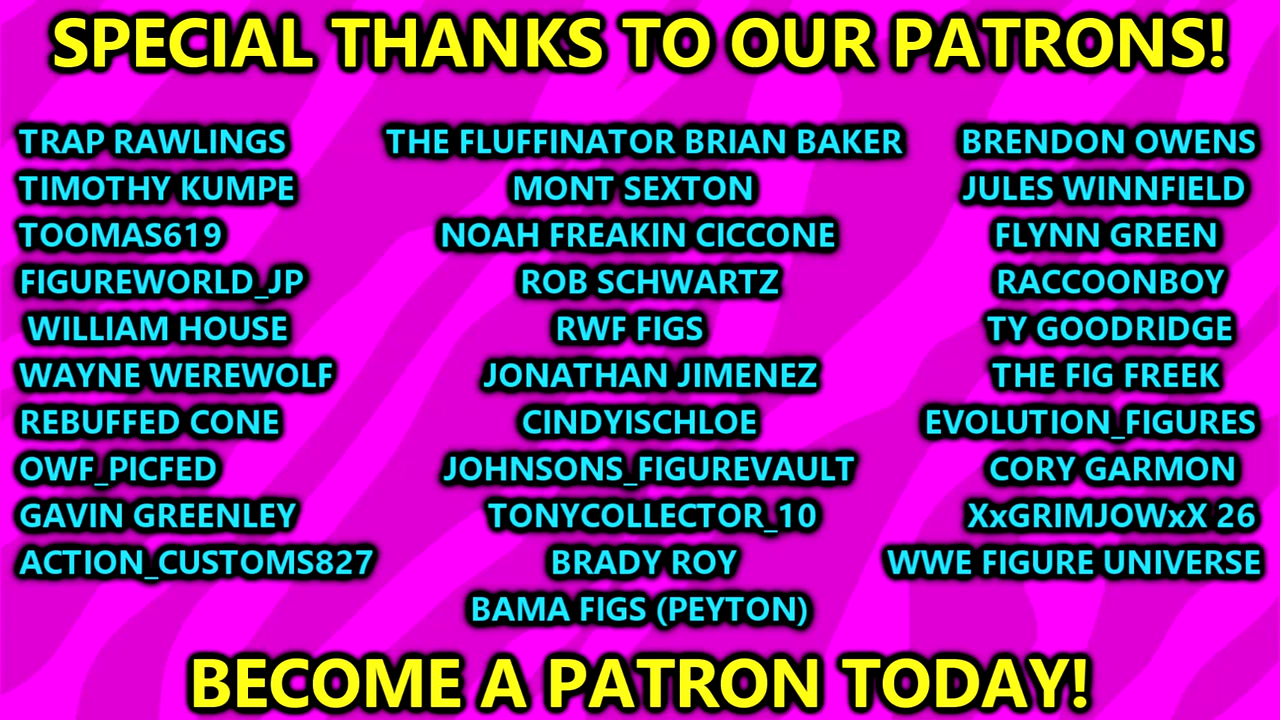 SPECIAL THANKS TO OUR PATRONS!
TRAP RAWLINGS
TIMOTHY KUMPE
TOOMAS619
FIGUREWORLD_JP
WILLIAM HOUSE
WAYNE WEREWOLF
REBUFFED CONE
OWF_PICFED
GAVIN GREENLEY
ACTION_CUSTOMS827
THE FLUFFINATOR BRIAN BAKER
MONT SEXTON
NOAH FREAKIN CICCONE
ROB SCHWARTZ
RWF FIGS
JONATHAN JIMENEZ
CINDYISCHLOE
JOHNSONS_FIGUREVAULT
TONYCOLLECTOR_10
BRADY ROY
BAMA FIGS (PEYTON)
BRENDON OWENS
JULES WINNFIELD
FLYNN GREEN
RACCOONBOY
TY GOODRIDGE
THE FIG FREEK
EVOLUTION_FIGURES
CORY GARMON
XxGRIMJOWxX 26
WWE FIGURE UNIVERSE
BECOME A PATRON TODAY!